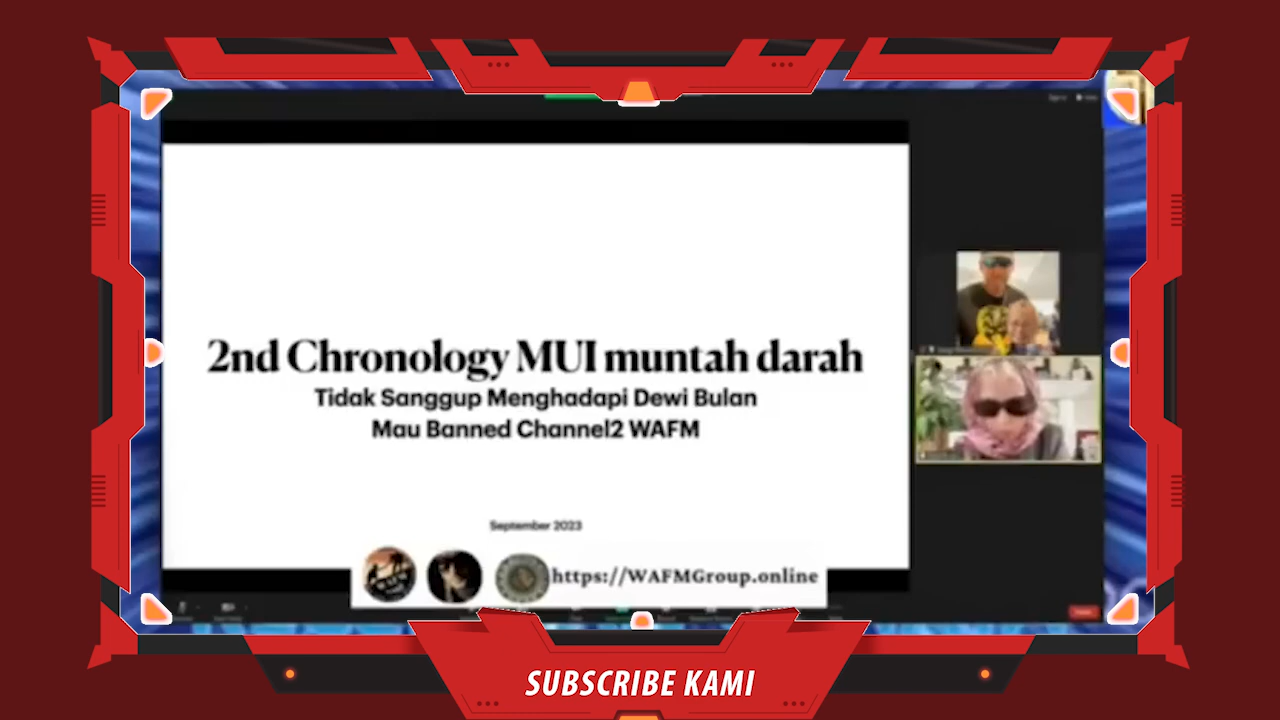 2nd Chronology MUI muntah darah
Tidak Sanggup Menghadapi Dewi Bulan
Mau Banned Channel2 WAFM
September 2023
https://WAFMGroup.online
SUBSCRIBE KAMI